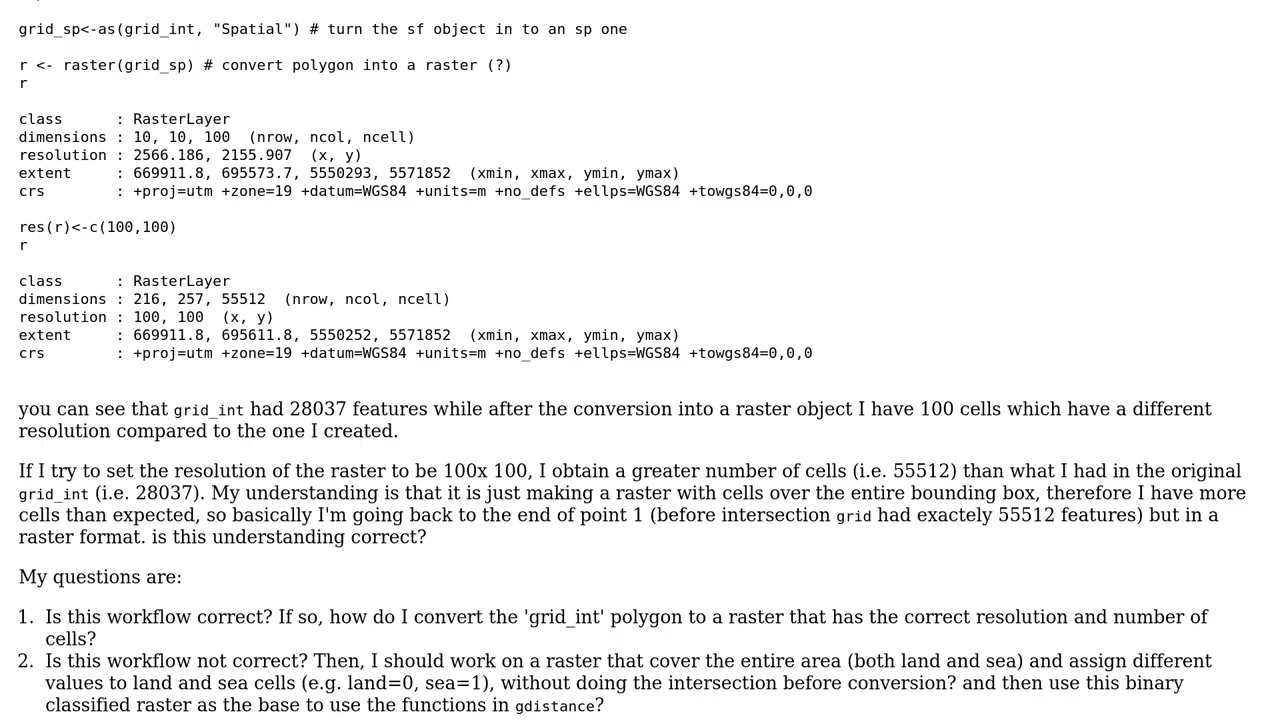 grid_sp<-as(grid_int, "Spatial") # turn the sf object in to an sp one
r <- raster(grid_sp) # convert polygon into a raster (?)
r
class      : RasterLayer
dimensions : 10, 10, 100  (nrow, ncol, ncell)
resolution : 2566.186, 2155.907  (x, y)
extent     : 669911.8, 695573.7, 5550293, 5571852  (xmin, xmax, ymin, ymax)
crs        : +proj=utm +zone=19 +datum=WGS84 +units=m +no_defs +ellps=WGS84 +towgs84=0,0,0
res(r)<-c(100,100)
r
class      : RasterLayer
dimensions : 216, 257, 55512  (nrow, ncol, ncell)
resolution : 100, 100  (x, y)
extent     : 669911.8, 695611.8, 5550252, 5571852  (xmin, xmax, ymin, ymax)
crs        : +proj=utm +zone=19 +datum=WGS84 +units=m +no_defs +ellps=WGS84 +towgs84=0,0,0
you can see that grid_int had 28037 features while after the conversion into a raster object I have 100 cells which have a different
resolution compared to the one I created.
If I try to set the resolution of the raster to be 100x 100, I obtain a greater number of cells (i.e. 55512) than what I had in the original
grid_int (i.e. 28037). My understanding is that it is just making a raster with cells over the entire bounding box, therefore I have more
cells than expected, so basically I'm going back to the end of point 1 (before intersection grid had exactely 55512 features) but in a
raster format. is this understanding correct?
My questions are:
1. Is this workflow correct? If so, how do I convert the 'grid_int' polygon to a raster that has the correct resolution and number of
cells?
2. Is this workflow not correct? Then, I should work on a raster that cover the entire area (both land and sea) and assign different
values to land and sea cells (e.g. land=0, sea=1), without doing the intersection before conversion? and then use this binary
classified raster as the base to use the functions in gdistance?